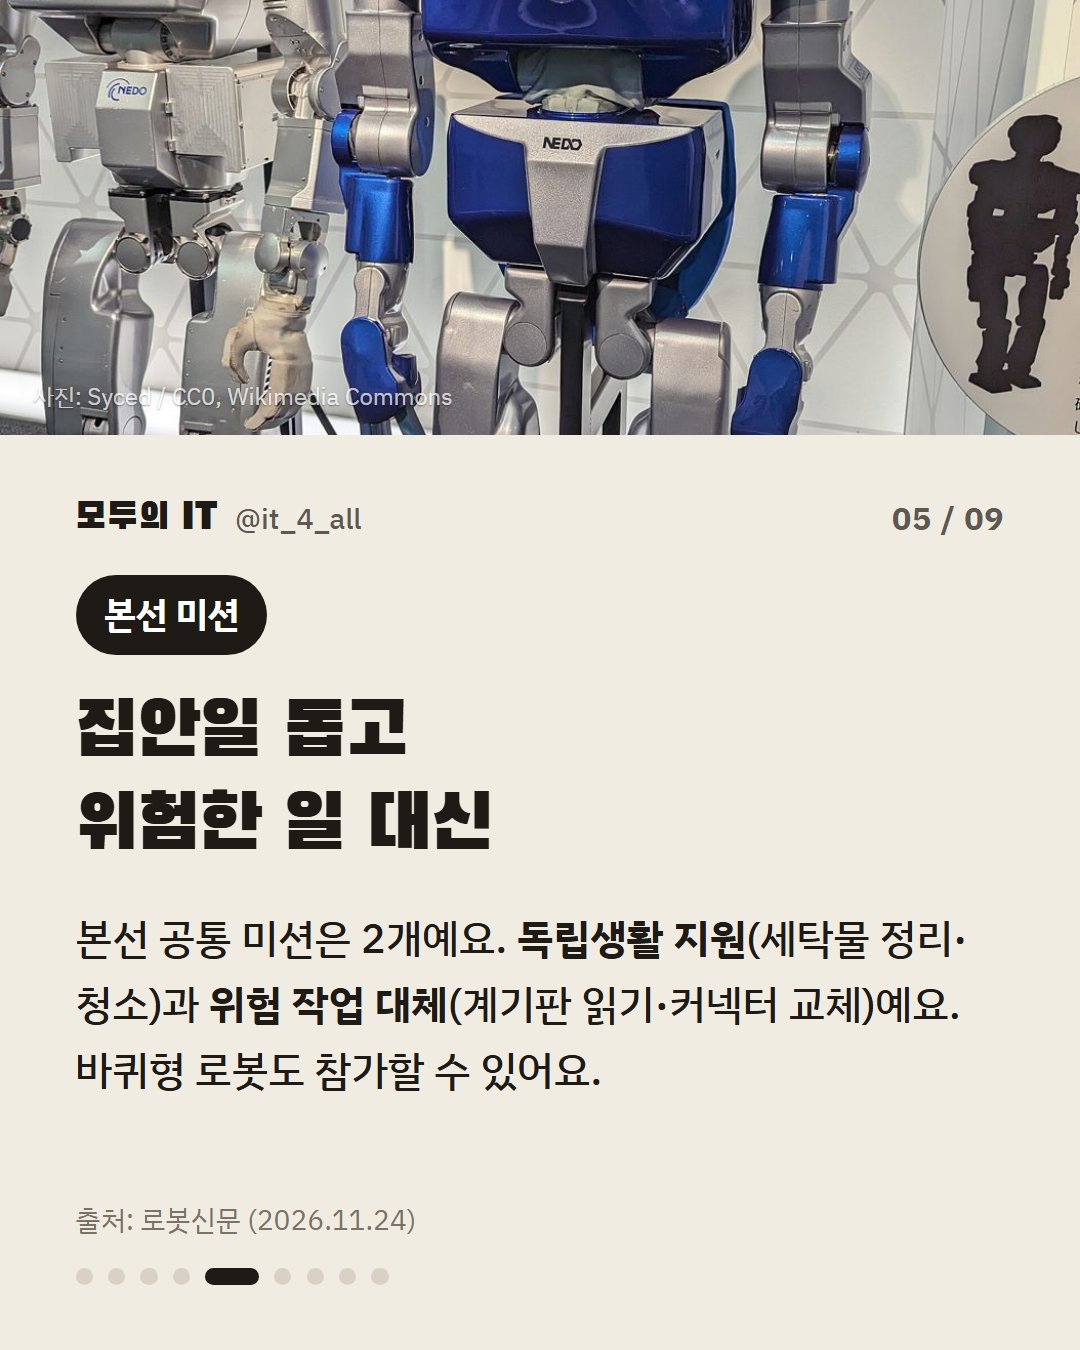 NEDO
NEDO
사진: Syced / CC0, Wikimedia Commons
모두의 IT @it_4_all
05 / 09
본선 미션
집안일 돕고
위험한 일 대신
본선 공통 미션은 2개예요. 독립생활 지원(세탁물 정리·
청소)과 위험 작업 대체(계기판 읽기·커넥터 교체)예요.
바퀴형 로봇도 참가할 수 있어요.
출처: 로봇신문 (2026.11.24)